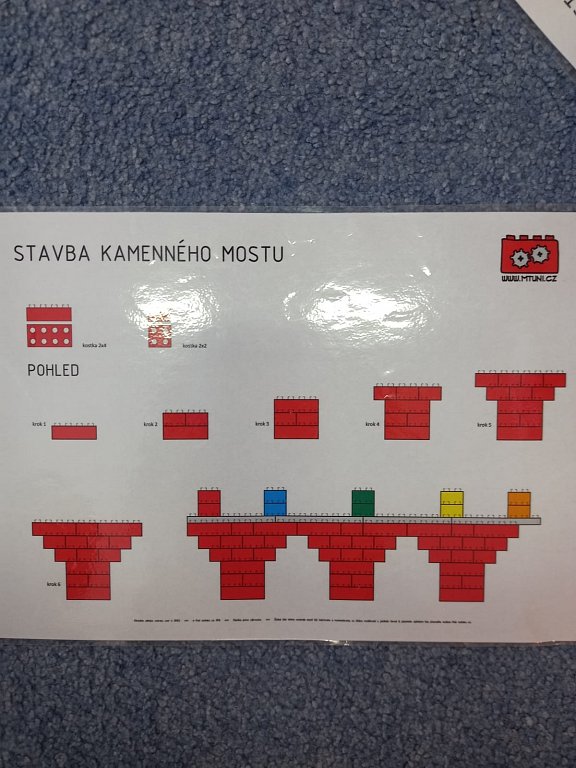 STAVBA KAMENNÉHO MOSTU
WWW.MTUNI.CZ
kostka 2x4
kostka 2x2
POHLED
krok 1
krok 2
krok 3
krok 4
krok 5
krok 6